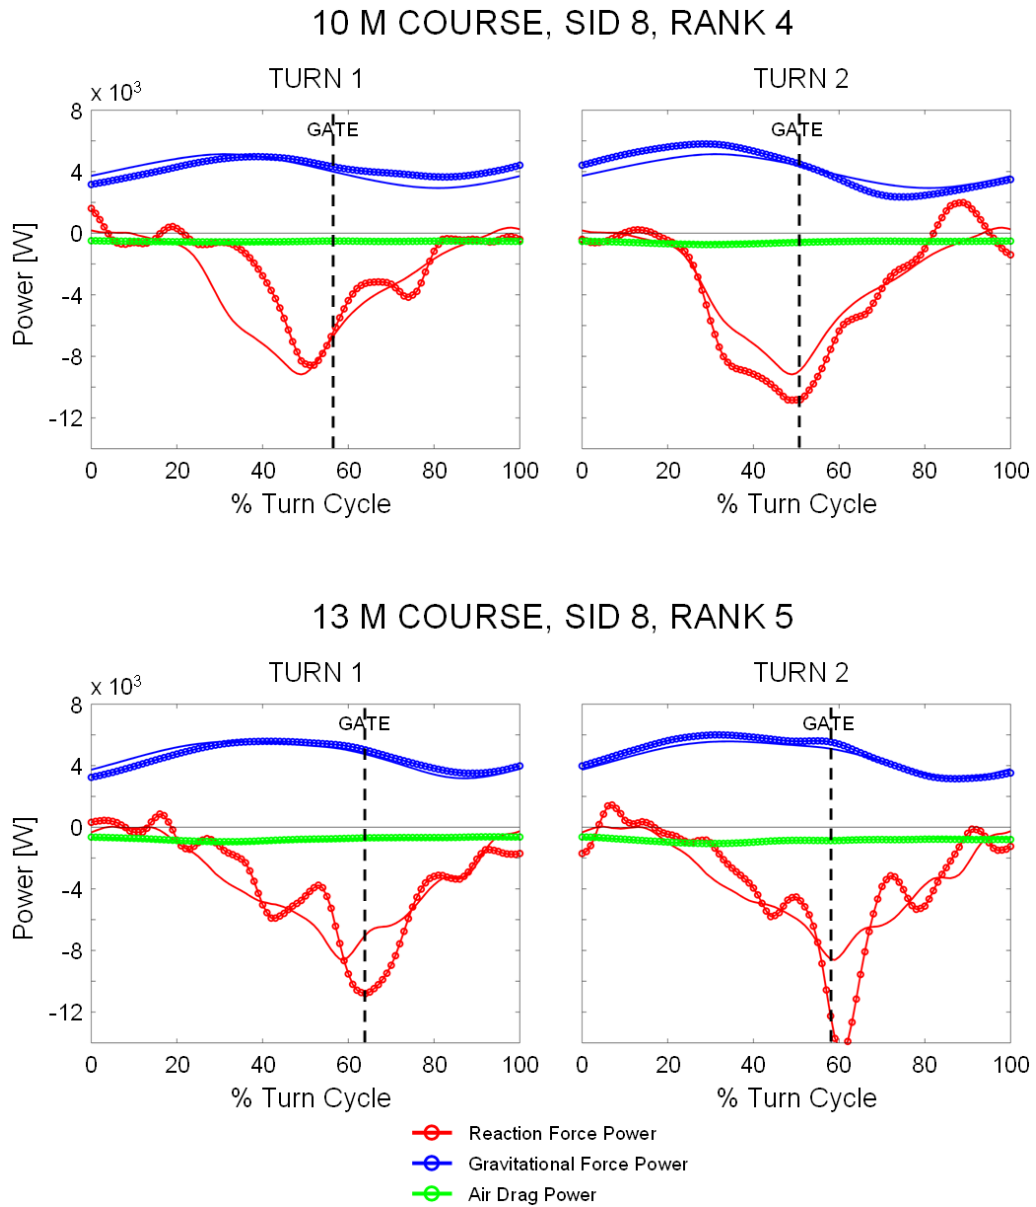 10 M COURSE, SID 8, RANK 4
TURN 1
TURN 2
x 10³
GATE
GATE
Power [W]
8
4
0
-4
-8
-12
0 20 40 60 80 100
0 20 40 60 80 100
% Turn Cycle
% Turn Cycle
13 M COURSE, SID 8, RANK 5
TURN 1
TURN 2
x 10³
GATE
GATE
Power [W]
8
4
0
-4
-8
-12
0 20 40 60 80 100
0 20 40 60 80 100
% Turn Cycle
% Turn Cycle
Reaction Force Power
Gravitational Force Power
Air Drag Power